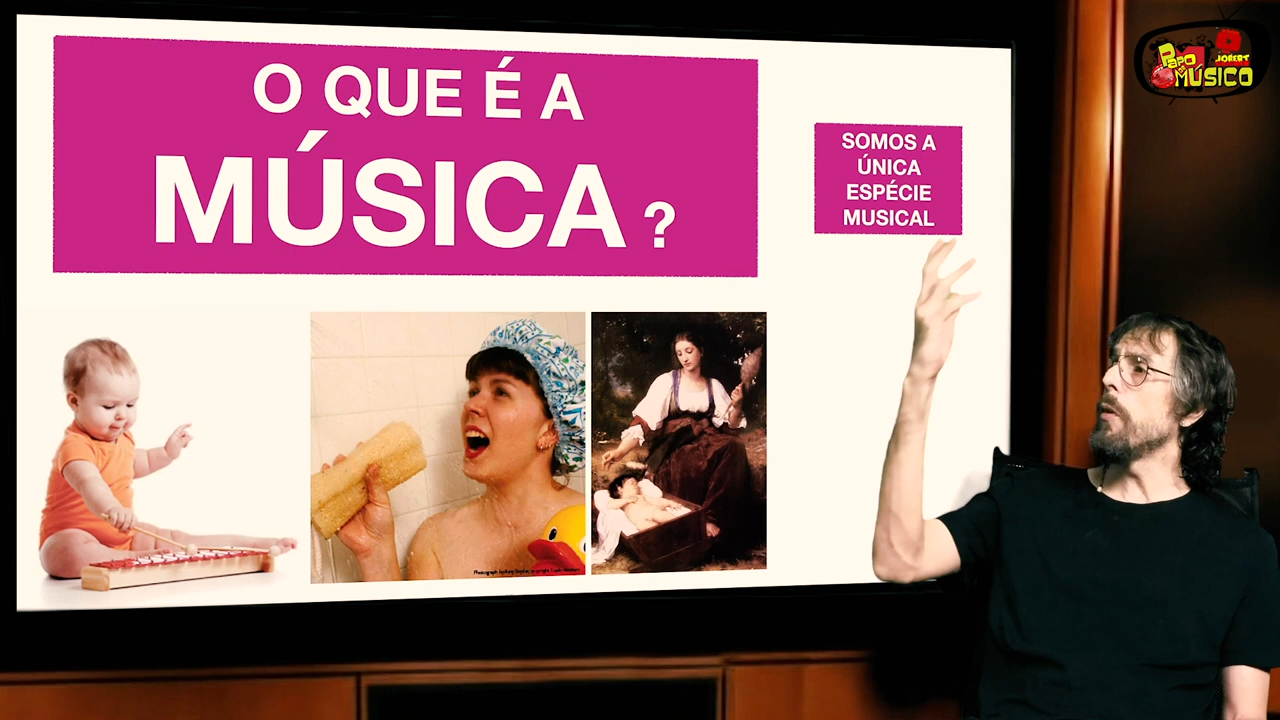 O QUE É A
MÚSICA ?
SOMOS A
ÚNICA
ESPÉCIE
MUSICAL
PAPO
JOBERT
MÚSICO